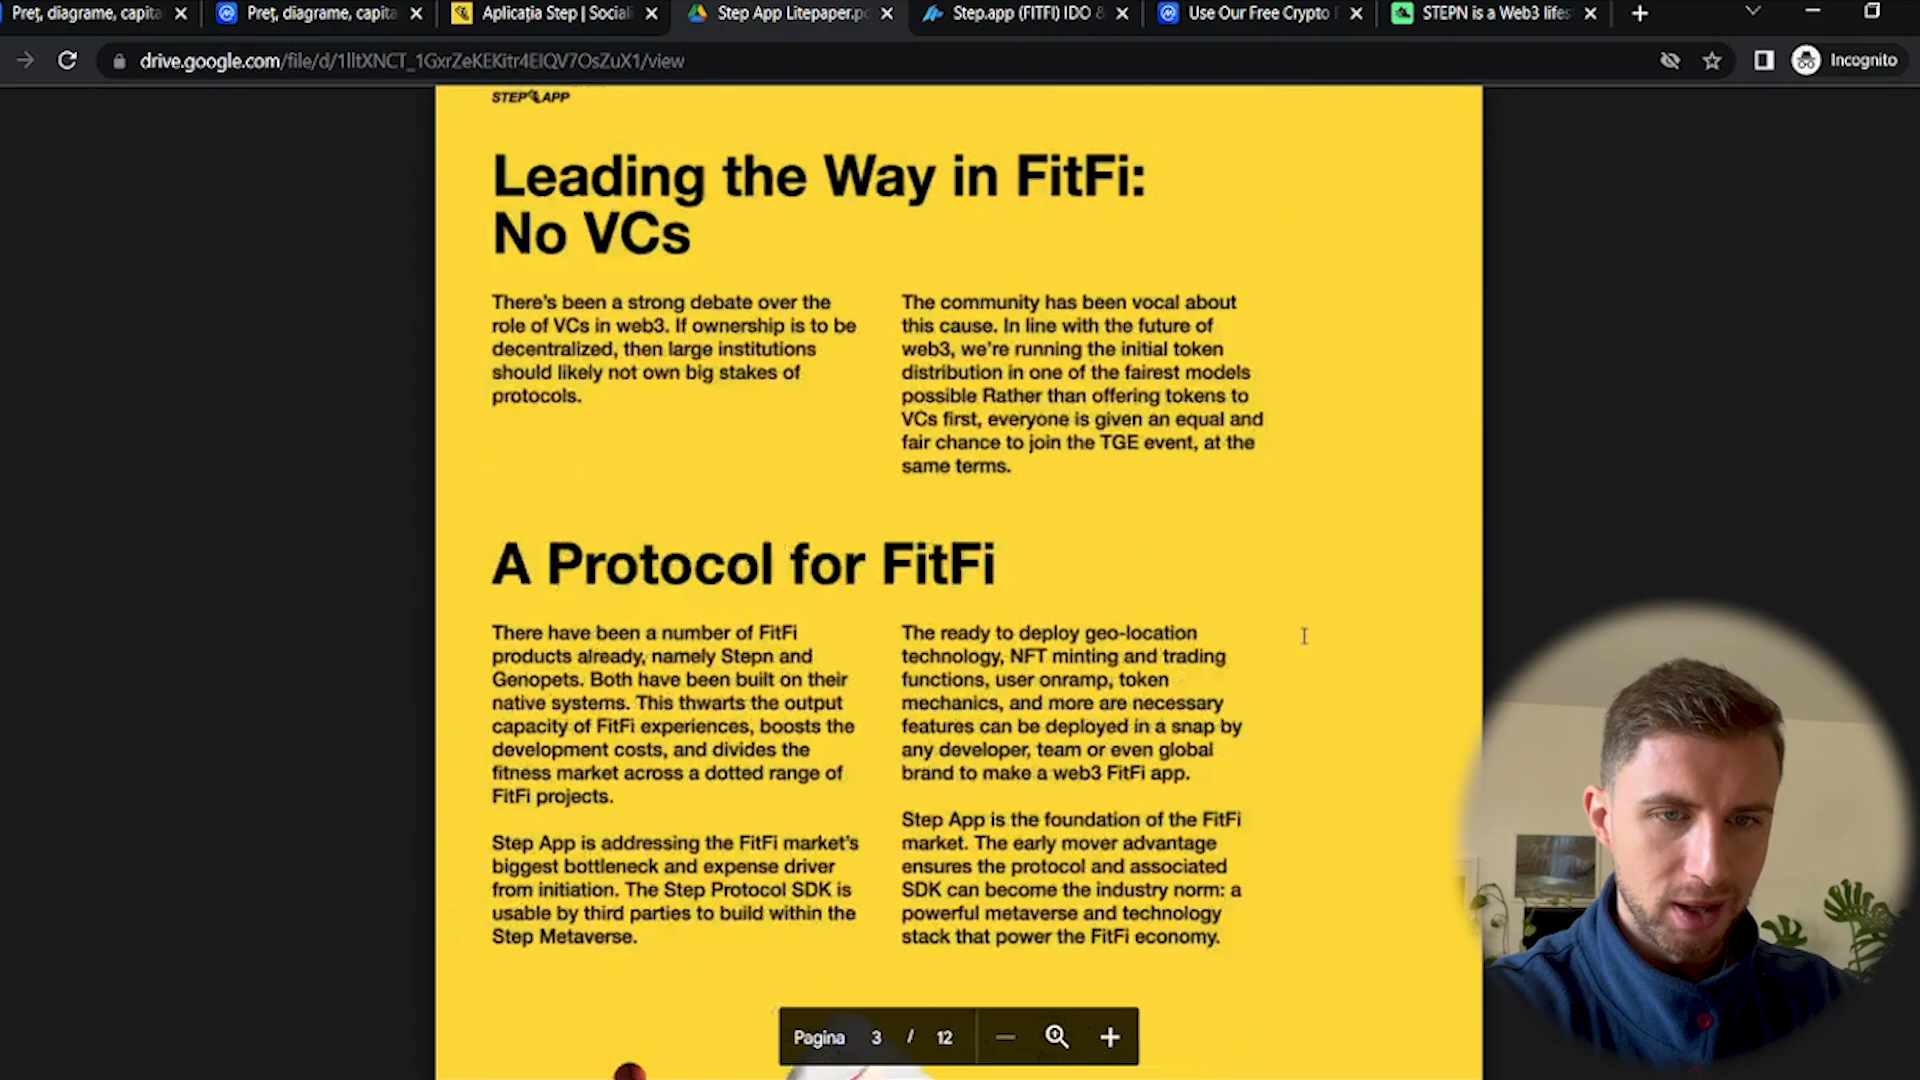 Preț, diagrame, capita
Preț, diagrame, capita
Aplicația Step | Sociali
Step App Litepaper.pc
Step.app (FITFI) IDO &
Use Our Free Crypto
STEPN is a Web3 lifes
drive.google.com/file/d/1lltXNCT_1GxrZeKEKitr4ElQV7OsZuX1/view
Incognito
STEP APP
Leading the Way in FitFi:
No VCs
There's been a strong debate over the
role of VCs in web3. If ownership is to be
decentralized, then large institutions
should likely not own big stakes of
protocols.
The community has been vocal about
this cause. In line with the future of
web3, we're running the initial token
distribution in one of the fairest models
possible Rather than offering tokens to
VCs first, everyone is given an equal and
fair chance to join the TGE event, at the
same terms.
A Protocol for FitFi
There have been a number of FitFi
products already, namely Stepn and
Genopets. Both have been built on their
native systems. This thwarts the output
capacity of FitFi experiences, boosts the
development costs, and divides the
fitness market across a dotted range of
FitFi projects.
Step App is addressing the FitFi market's
biggest bottleneck and expense driver
from initiation. The Step Protocol SDK is
usable by third parties to build within the
Step Metaverse.
The ready to deploy geo-location
technology, NFT minting and trading
functions, user onramp, token
mechanics, and more are necessary
features can be deployed in a snap by
any developer, team or even global
brand to make a web3 FitFi app.
Step App is the foundation of the FitFi
market. The early mover advantage
ensures the protocol and associated
SDK can become the industry norm: a
powerful metaverse and technology
stack that power the FitFi economy.
Pagina 3 / 12